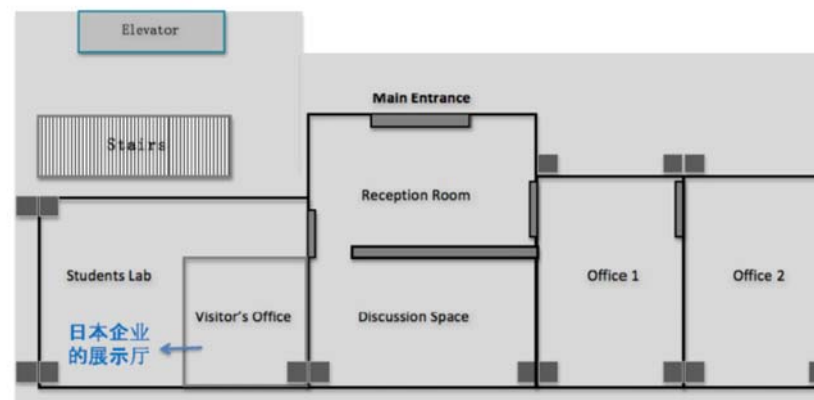 Elevator
Main Entrance
Stairs
Reception Room
Students Lab
Office 1
Office 2
Visitor's Office
Discussion Space
日本企业
的展示厅